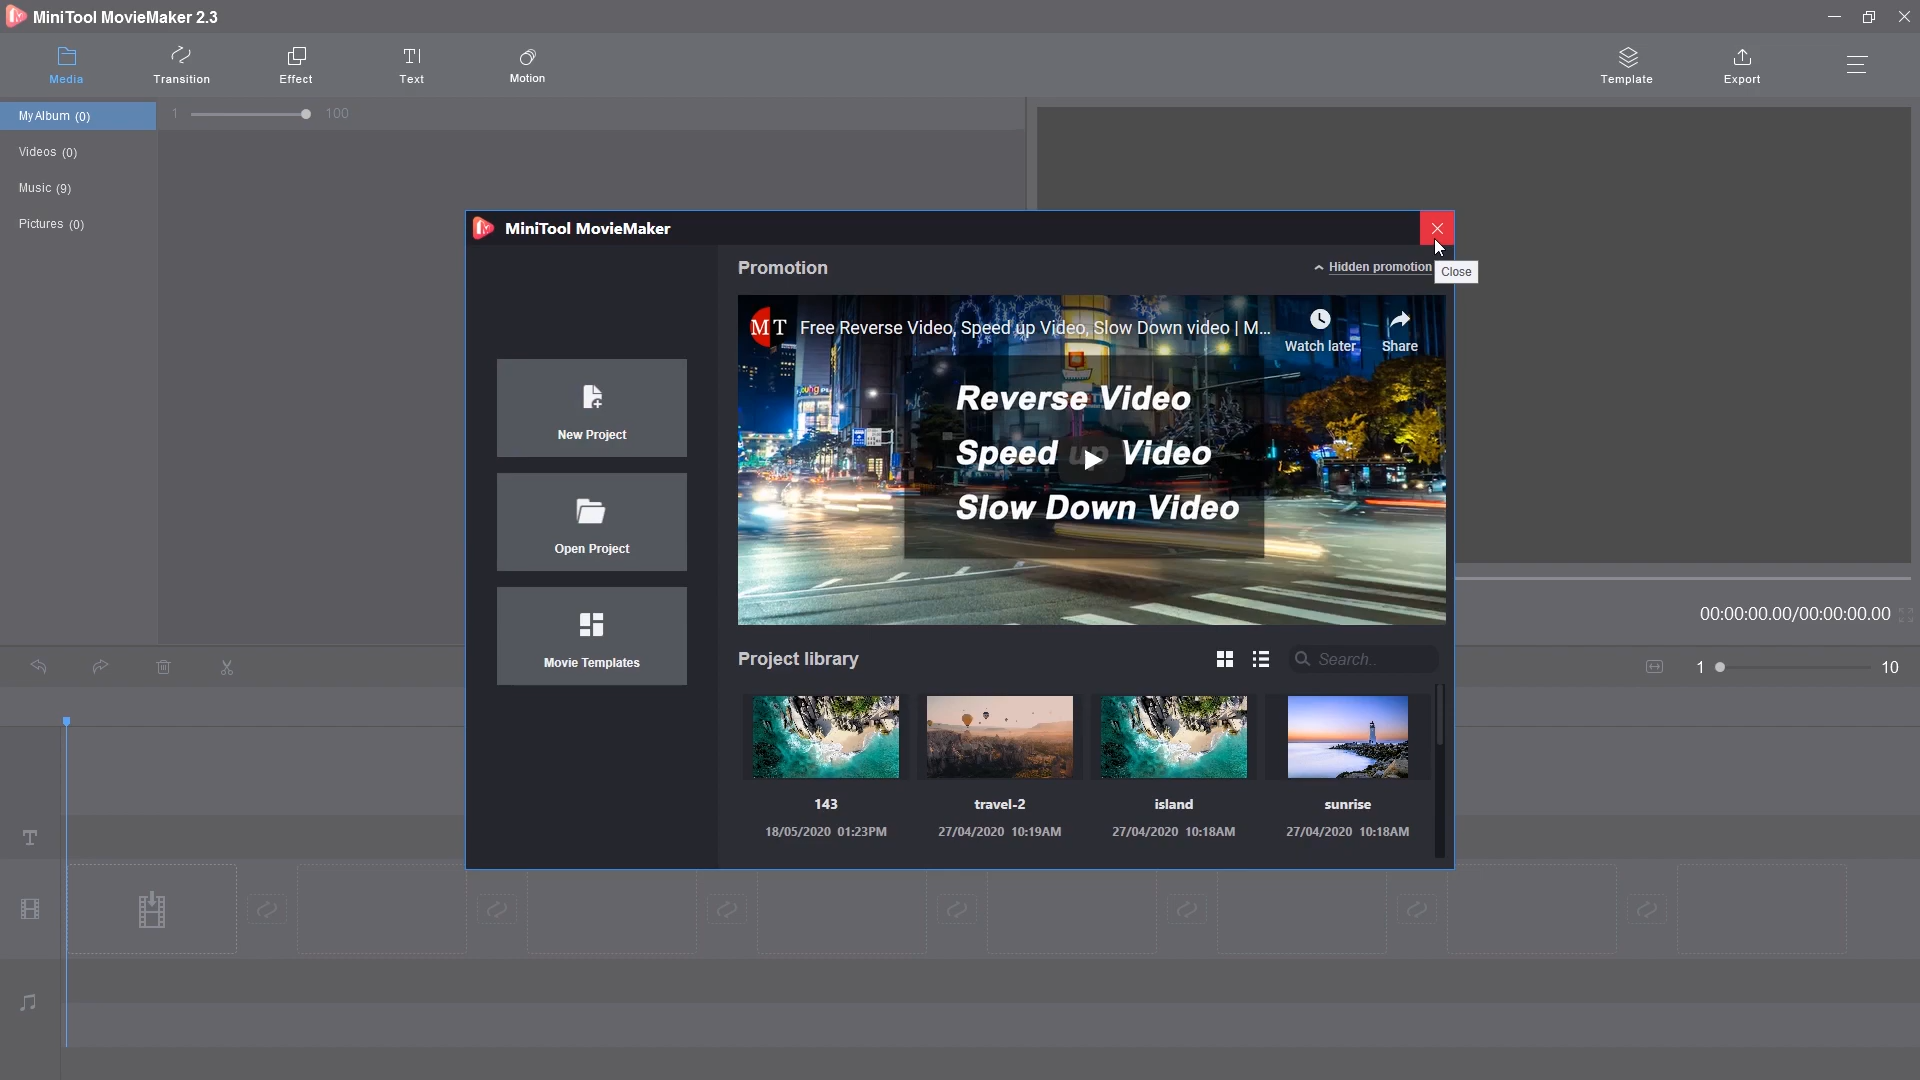 MiniTool MovieMaker 2.3
Media
Transition
Effect
Text
Motion
Template
Export
My Album (0)
1
100
Videos (0)
Music (9)
Pictures (0)
MiniTool MovieMaker
Promotion
Hidden promotion
Close
MT
Free Reverse Video, Speed up Video, Slow Down video | M...
Watch later
Share
Reverse Video
Speed up Video
Slow Down Video
New Project
Open Project
Movie Templates
00:00:00.00/00:00:00.00
1
10
Project library
Search..
143
travel-2
island
sunrise
18/05/2020 01:23PM
27/04/2020 10:19AM
27/04/2020 10:18AM
27/04/2020 10:18AM